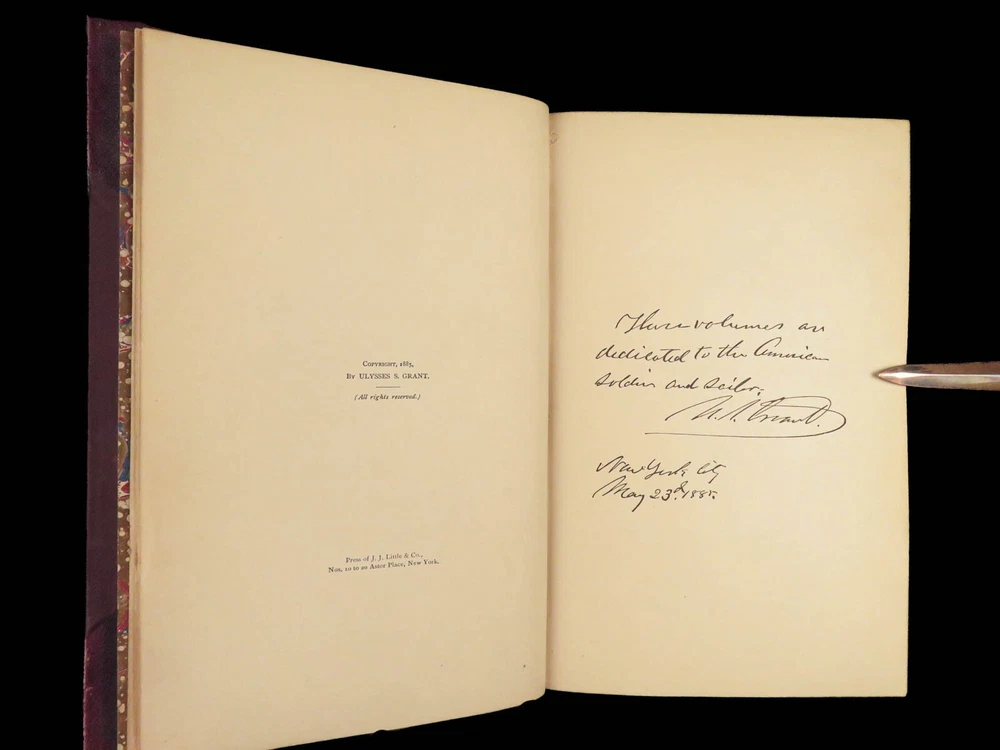 COPYRIGHT, 1885,
BY ULYSSES S. GRANT.
(All rights reserved.)
Press of J. J. Little & Co.,
Nos. 10 to 20 Astor Place, New York.
These volumes are
dedicated to the American
soldier and sailor.
U. S. Grant.
New York City
May 23d. 1885.